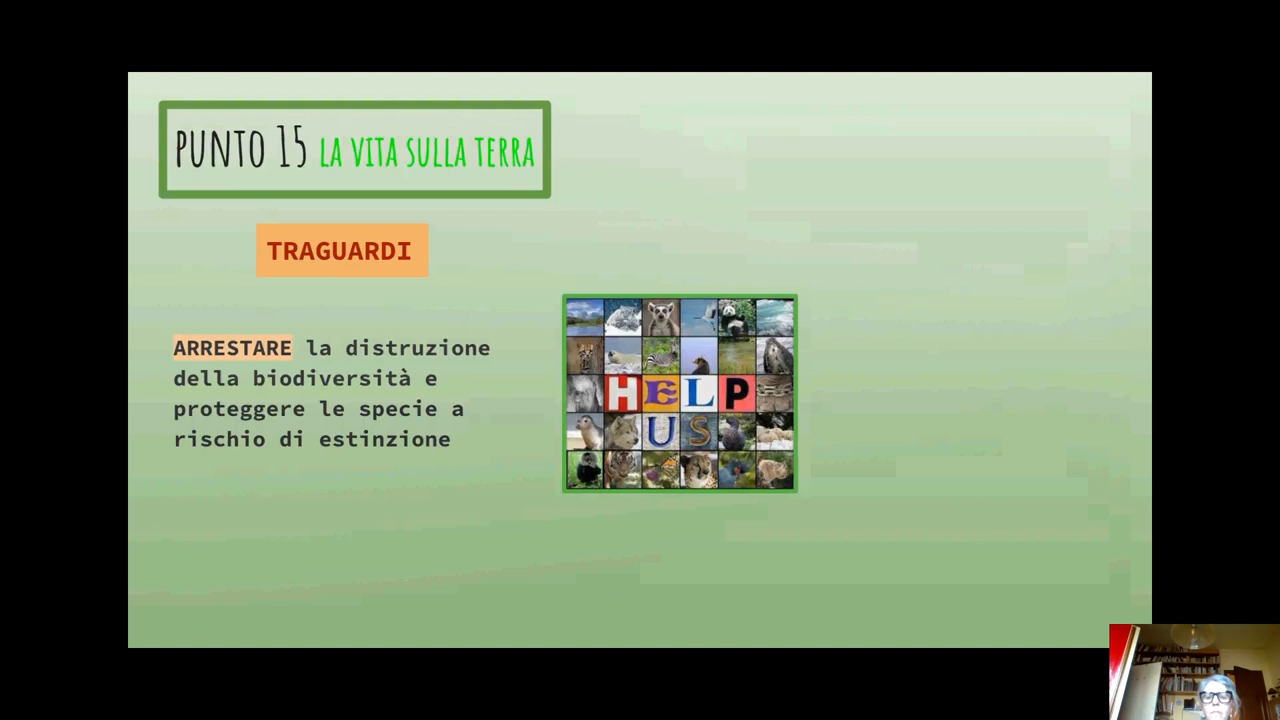 PUNTO 15 LA VITA SULLA TERRA
TRAGUARDI
ARRESTARE la distruzione
della biodiversità e
proteggere le specie a
rischio di estinzione
HELP
US